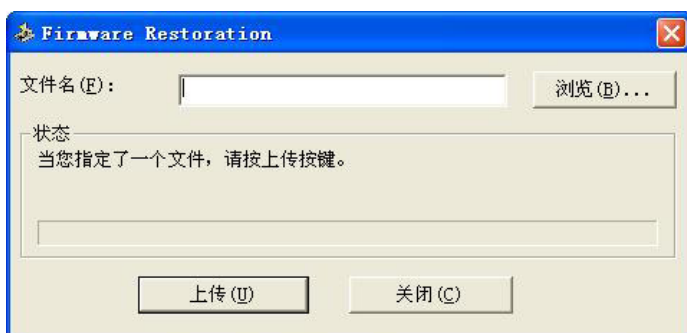 Firmware Restoration
文件名(F): 浏览(B)...
状态
当您指定了一个文件，请按上传按键。
上传(U) 关闭(C)